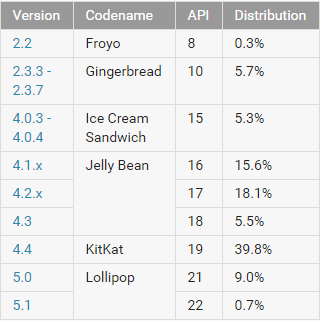 Version Codename API Distribution
2.2 Froyo 8 0.3%
2.3.3 - Gingerbread 10 5.7%
2.3.7
4.0.3 - Ice Cream 15 5.3%
4.0.4 Sandwich
4.1.x Jelly Bean 16 15.6%
4.2.x 17 18.1%
4.3 18 5.5%
4.4 KitKat 19 39.8%
5.0 Lollipop 21 9.0%
5.1 22 0.7%